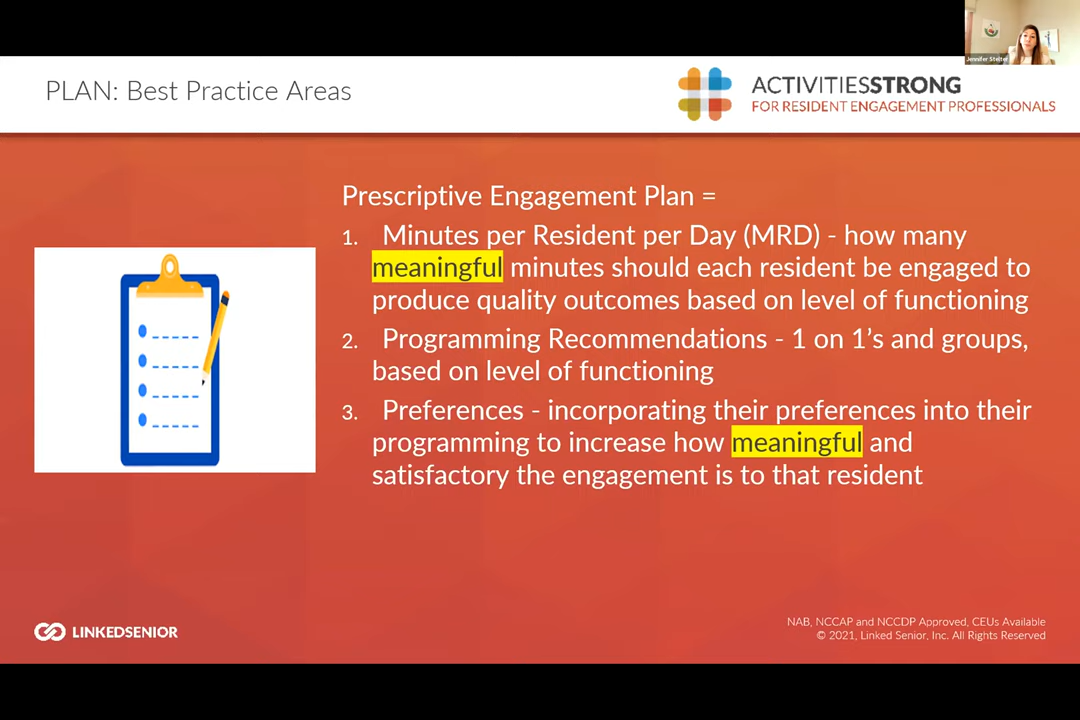 Jennifer Stelter
PLAN: Best Practice Areas
ACTIVITIESSTRONG
FOR RESIDENT ENGAGEMENT PROFESSIONALS
Prescriptive Engagement Plan =
1. Minutes per Resident per Day (MRD) - how many
meaningful minutes should each resident be engaged to
produce quality outcomes based on level of functioning
2. Programming Recommendations - 1 on 1’s and groups,
based on level of functioning
3. Preferences - incorporating their preferences into their
programming to increase how meaningful and
satisfactory the engagement is to that resident
LINKEDSENIOR
NAB, NCCAP and NCCDP Approved, CEUs Available
© 2021, Linked Senior, Inc. All Rights Reserved